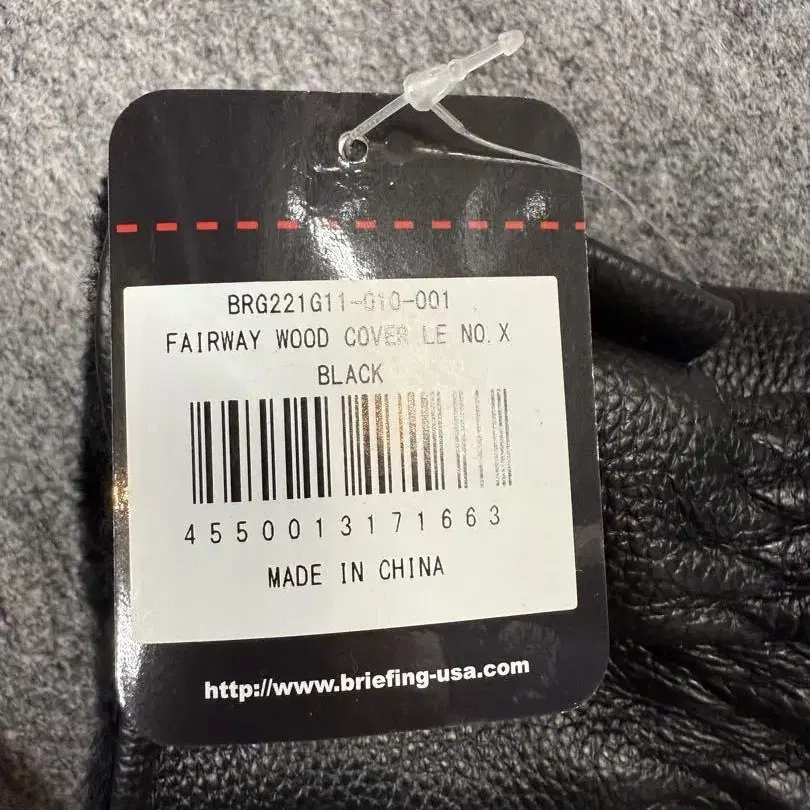 BRG221G11-010-001
FAIRWAY WOOD COVER LE NO.X
BLACK
4550013171663
MADE IN CHINA
http://www.briefing-usa.com